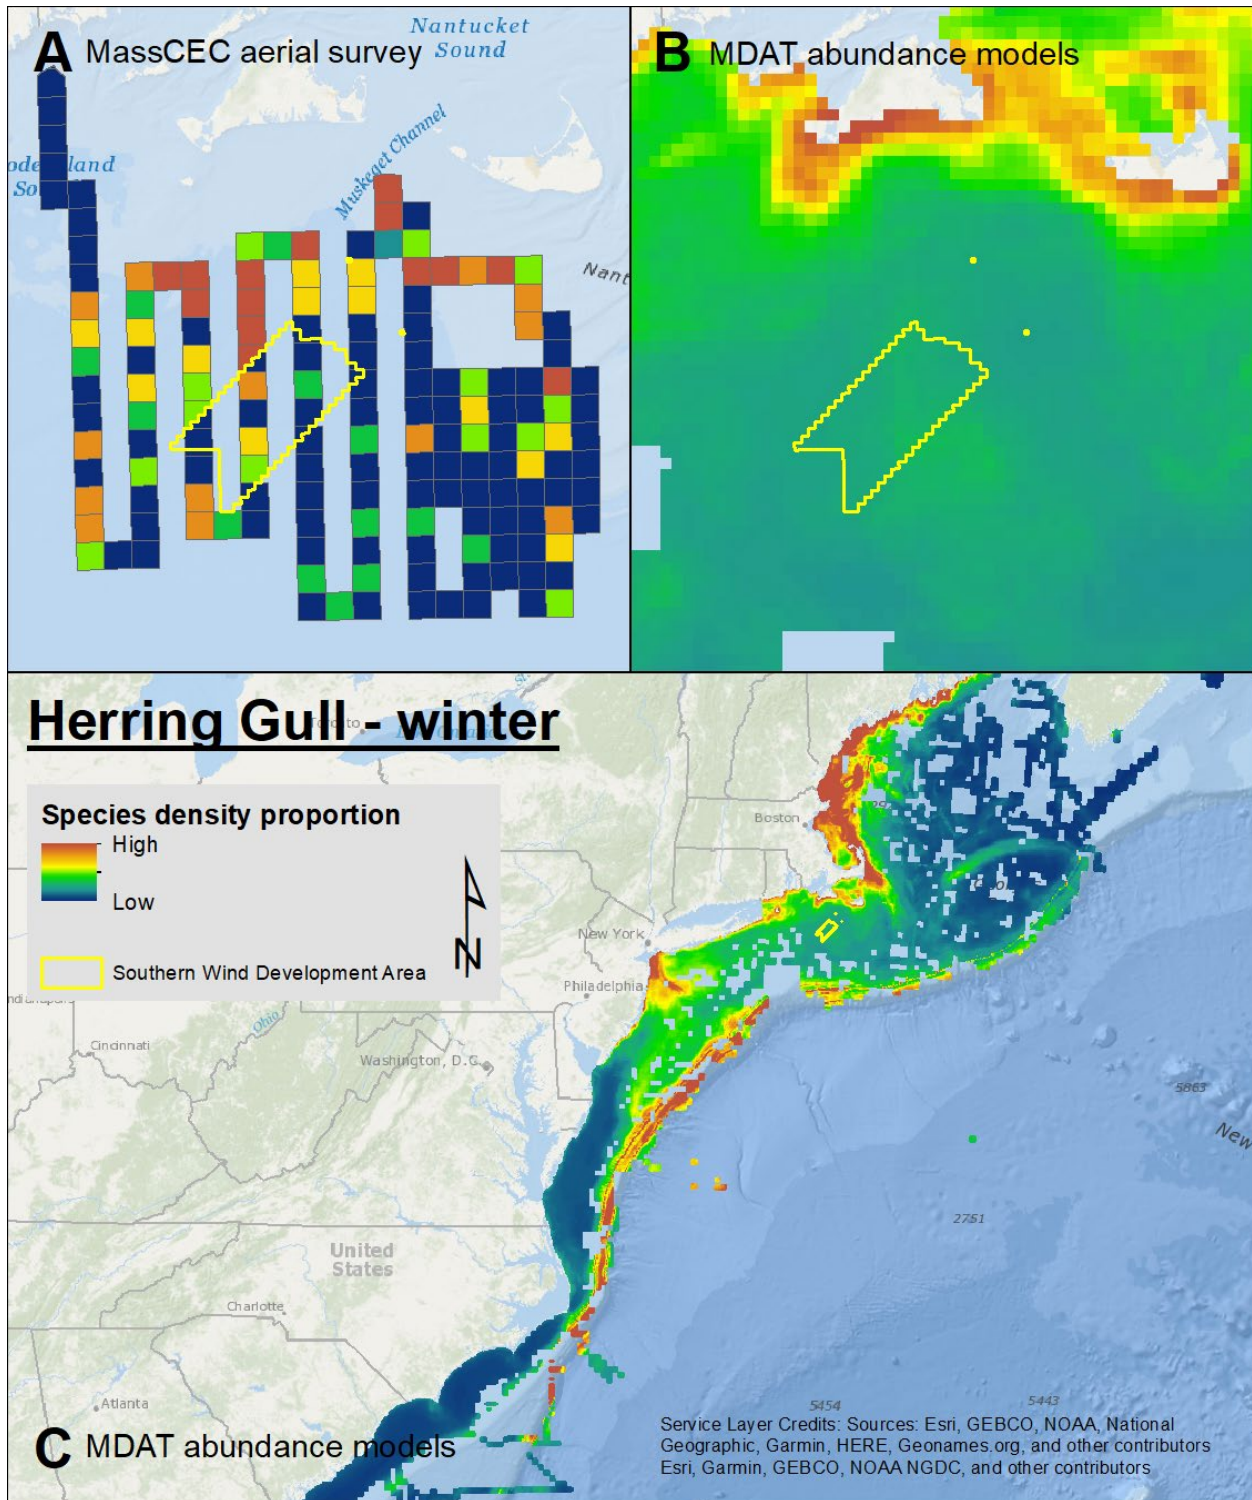 A MassCEC aerial survey
Nantucket
Sound
Muskeget Channel
B MDAT abundance models
Herring Gull - winter
Species density proportion
High
Low
N
Southern Wind Development Area
Boston
New York
Philadelphia
Cincinnati
Ohio
Washington, D.C.
5863
New
2751
United
States
Charlotte
Atlanta
5454
5443
C MDAT abundance models
Service Layer Credits: Sources: Esri, GEBCO, NOAA, National
Geographic, Garmin, HERE, Geonames.org, and other contributors
Esri, Garmin, GEBCO, NOAA NGDC, and other contributors